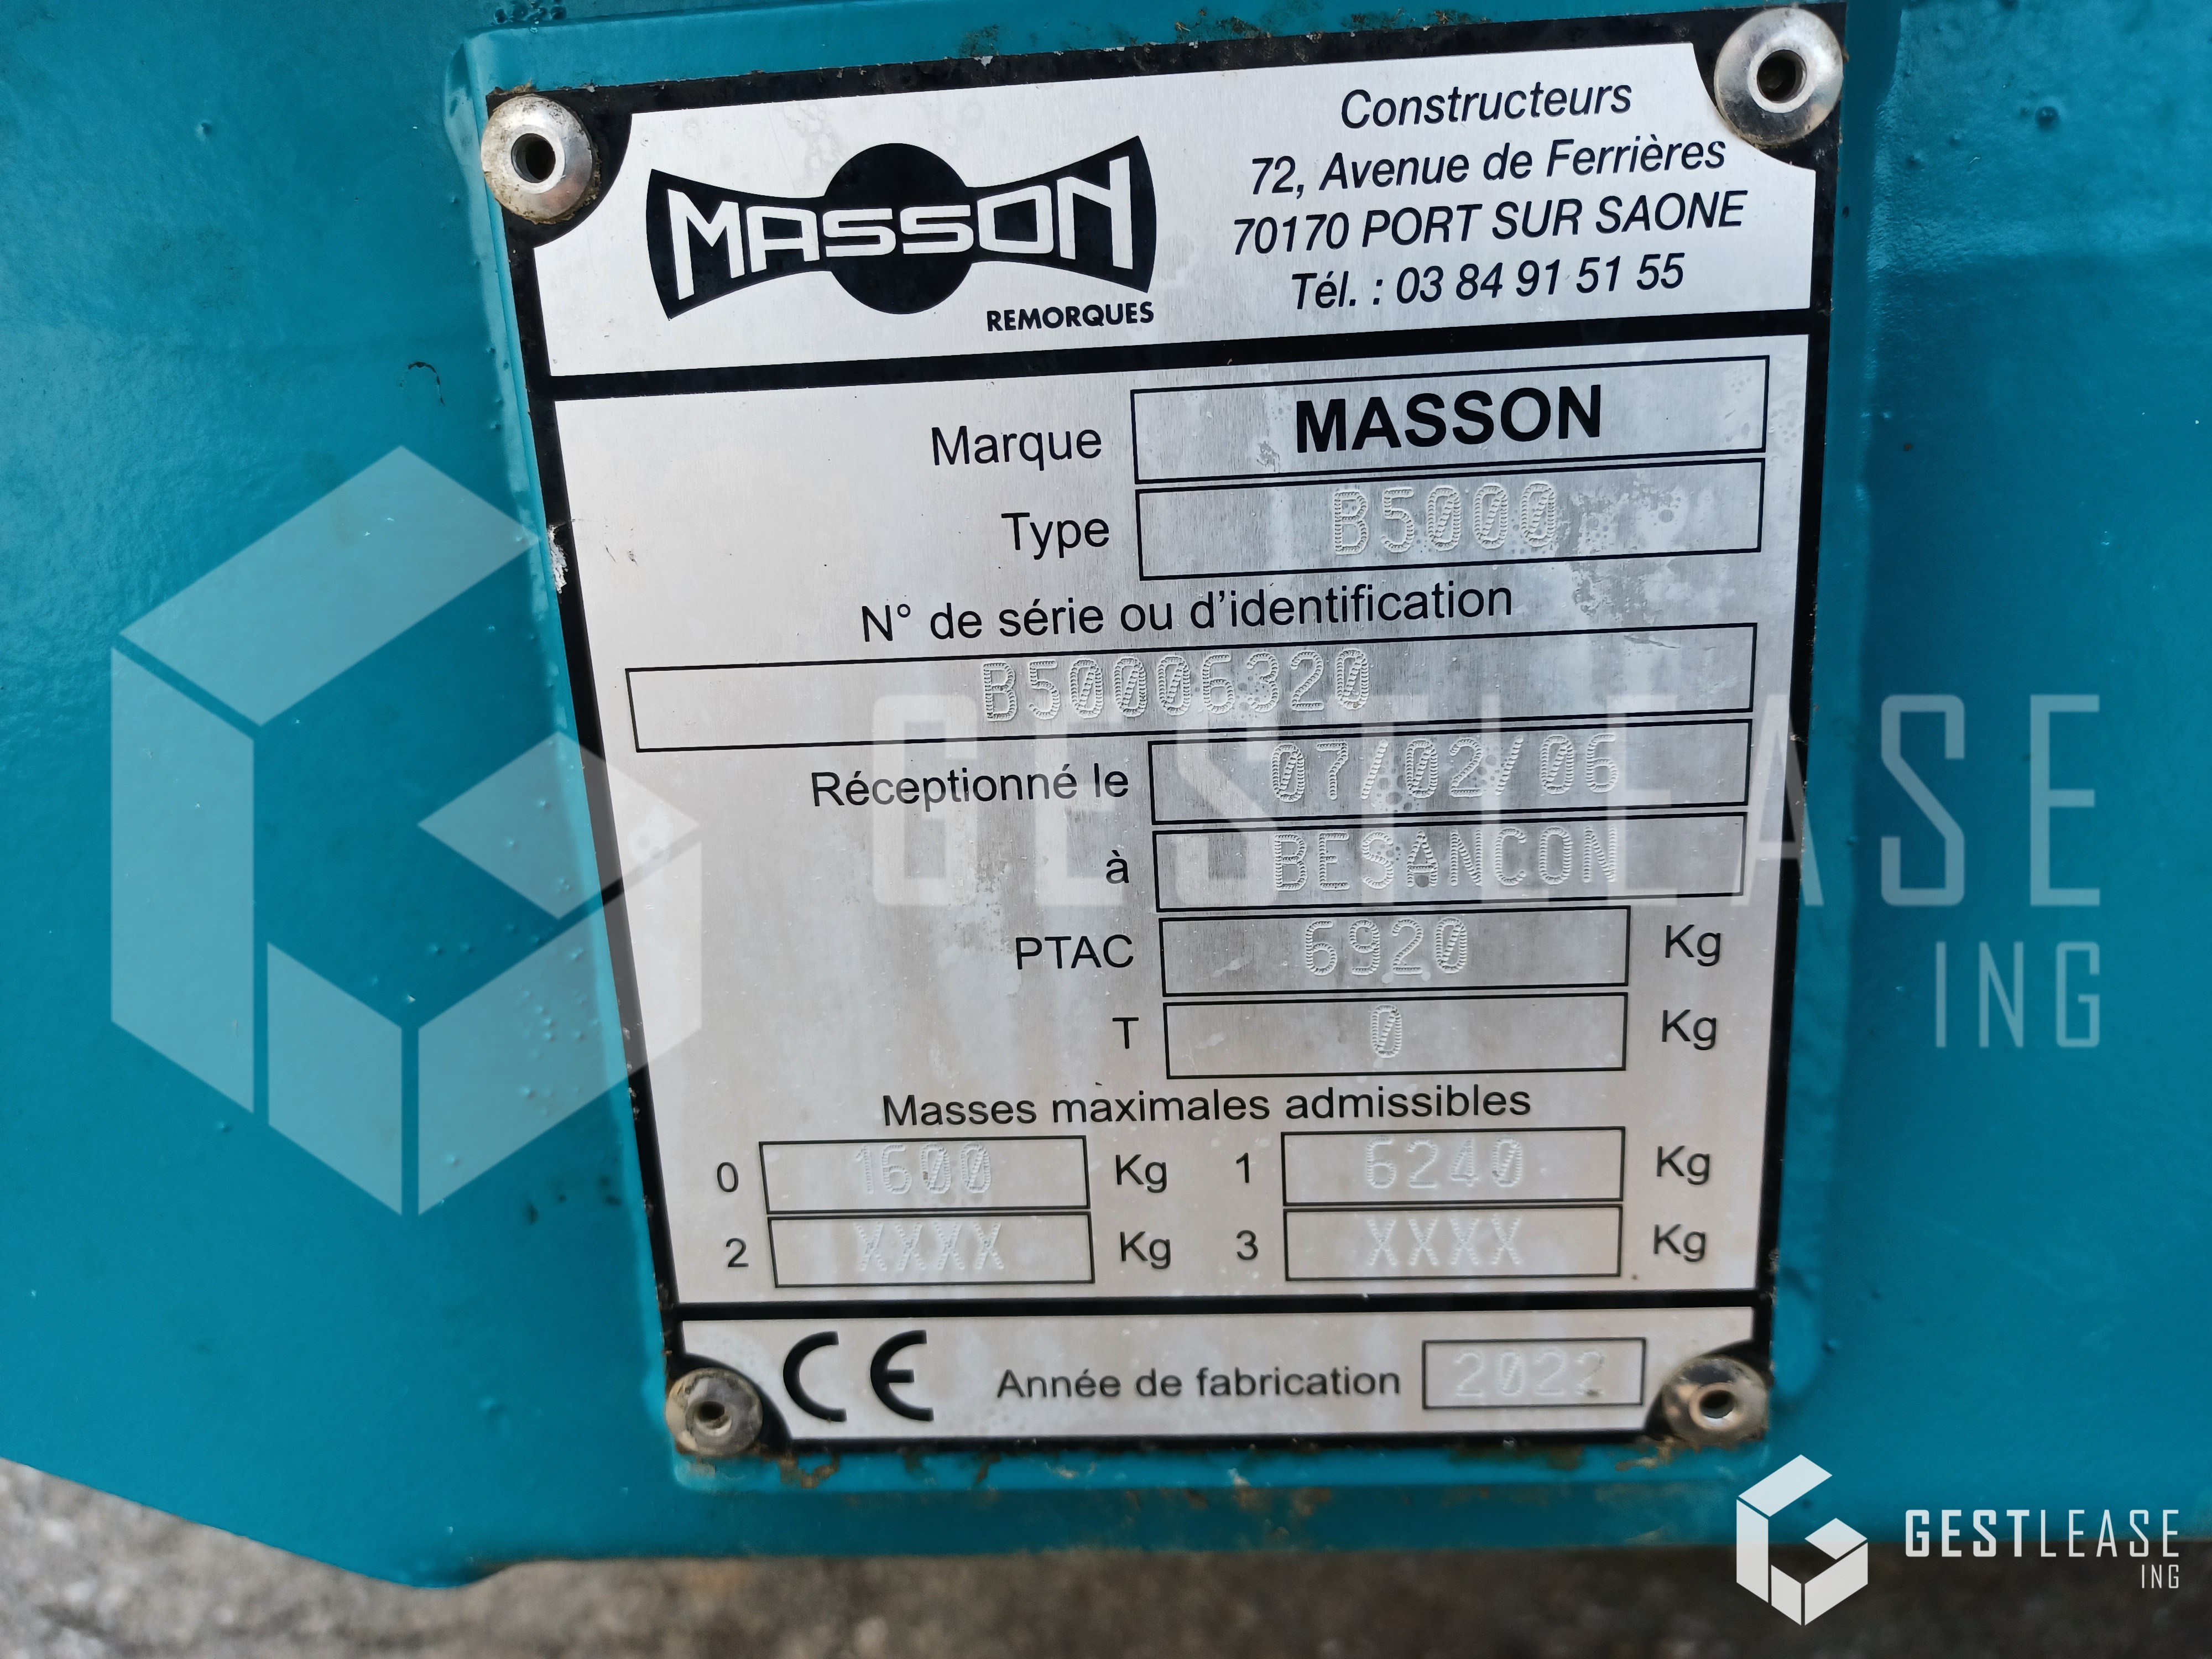 MASSON
REMORQUES
Constructeurs
72, Avenue de Ferrières
70170 PORT SUR SAONE
Tél. : 03 84 91 51 55
Marque MASSON
Type B5000
N° de série ou d'identification
B50006320
Réceptionné le 07/02/06
à BESANCON
PTAC 6920 Kg
T 0 Kg
Masses maximales admissibles
0 1600 Kg 1 6240 Kg
2 XXXX Kg 3 XXXX Kg
CE Année de fabrication 2022
GESTLEASE
ING
GESTLEASE
ING